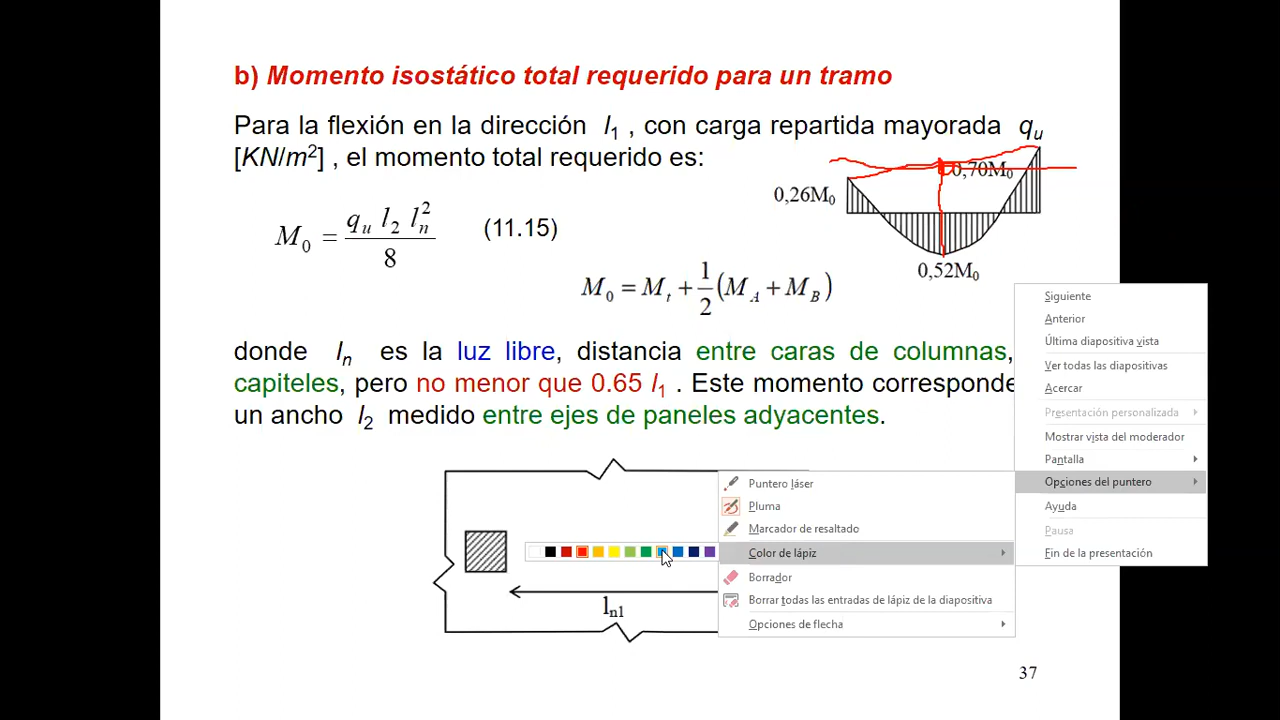 b) Momento isostático total requerido para un tramo
Para la flexión en la dirección l1 , con carga repartida mayorada qu
[KN/m2] , el momento total requerido es:
0,70M0
0,26M0
0,52M0
M0 = qu l2 ln2 / 8 (11.15)
M0 = Mt + 1/2 (MA + MB)
donde ln es la luz libre, distancia entre caras de columnas,
capiteles, pero no menor que 0.65 l1 . Este momento corresponde
un ancho l2 medido entre ejes de paneles adyacentes.
ln1
Siguiente
Anterior
Última diapositiva vista
Ver todas las diapositivas
Acercar
Presentación personalizada
Mostrar vista del moderador
Pantalla
Opciones del puntero
Ayuda
Pausa
Fin de la presentación
Puntero láser
Pluma
Marcador de resaltado
Color de lápiz
Borrador
Borrar todas las entradas de lápiz de la diapositiva
Opciones de flecha
37